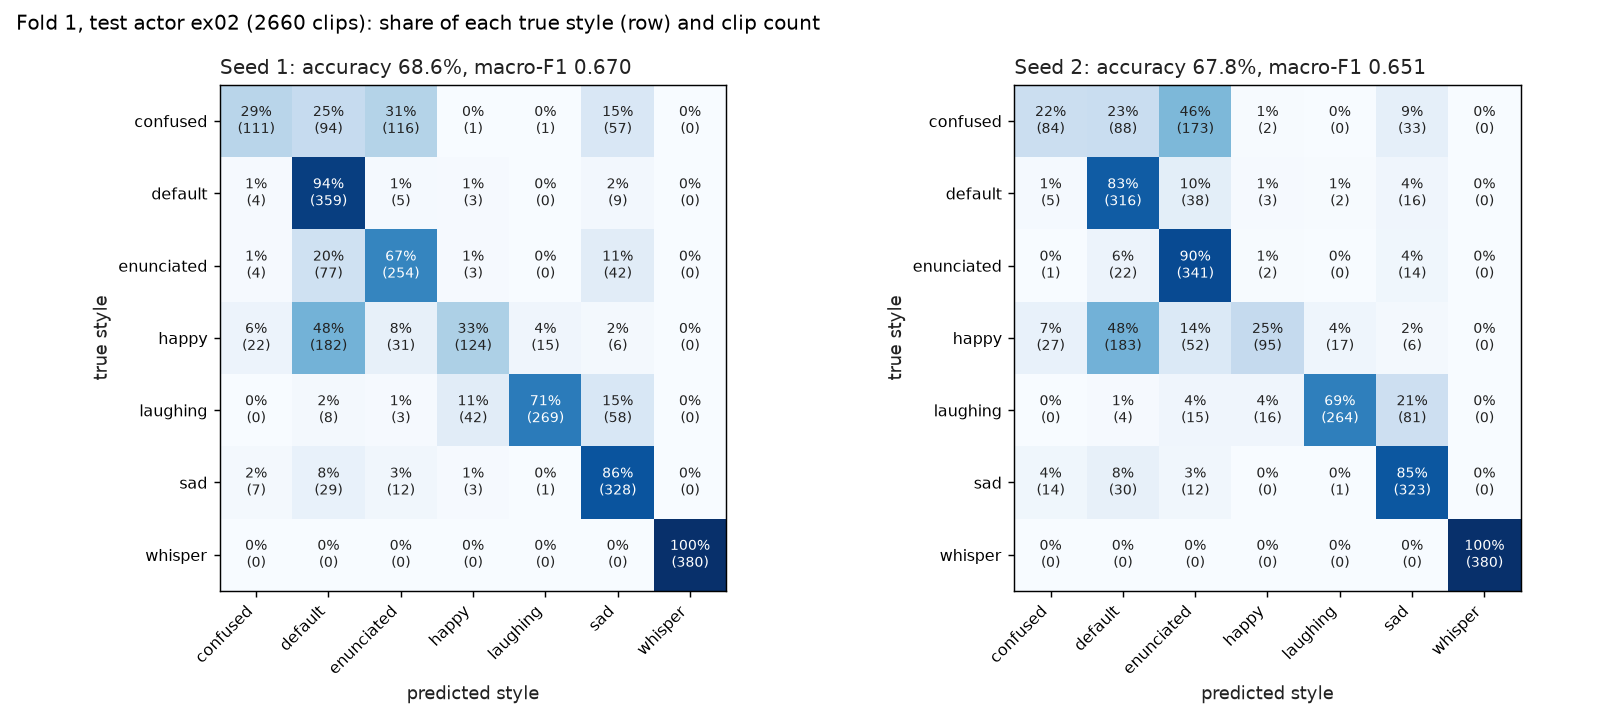 Fold 1, test actor ex02 (2660 clips): share of each true style (row) and clip count
Seed 1: accuracy 68.6%, macro-F1 0.670
true style
confused 29% 25% 31% 0% 0% 15% 0%
(111) (94) (116) (1) (1) (57) (0)
default 1% 94% 1% 1% 0% 2% 0%
(4) (359) (5) (3) (0) (9) (0)
enunciated 1% 20% 67% 1% 0% 11% 0%
(4) (77) (254) (3) (0) (42) (0)
happy 6% 48% 8% 33% 4% 2% 0%
(22) (182) (31) (124) (15) (6) (0)
laughing 0% 2% 1% 11% 71% 15% 0%
(0) (8) (3) (42) (269) (58) (0)
sad 2% 8% 3% 1% 0% 86% 0%
(7) (29) (12) (3) (1) (328) (0)
whisper 0% 0% 0% 0% 0% 0% 100%
(0) (0) (0) (0) (0) (0) (380)
confused default enunciated happy laughing sad whisper
predicted style
Seed 2: accuracy 67.8%, macro-F1 0.651
true style
confused 22% 23% 46% 1% 0% 9% 0%
(84) (88) (173) (2) (0) (33) (0)
default 1% 83% 10% 1% 1% 4% 0%
(5) (316) (38) (3) (2) (16) (0)
enunciated 0% 6% 90% 1% 0% 4% 0%
(1) (22) (341) (2) (0) (14) (0)
happy 7% 48% 14% 25% 4% 2% 0%
(27) (183) (52) (95) (17) (6) (0)
laughing 0% 1% 4% 4% 69% 21% 0%
(0) (4) (15) (16) (264) (81) (0)
sad 4% 8% 3% 0% 0% 85% 0%
(14) (30) (12) (0) (1) (323) (0)
whisper 0% 0% 0% 0% 0% 0% 100%
(0) (0) (0) (0) (0) (0) (380)
confused default enunciated happy laughing sad whisper
predicted style